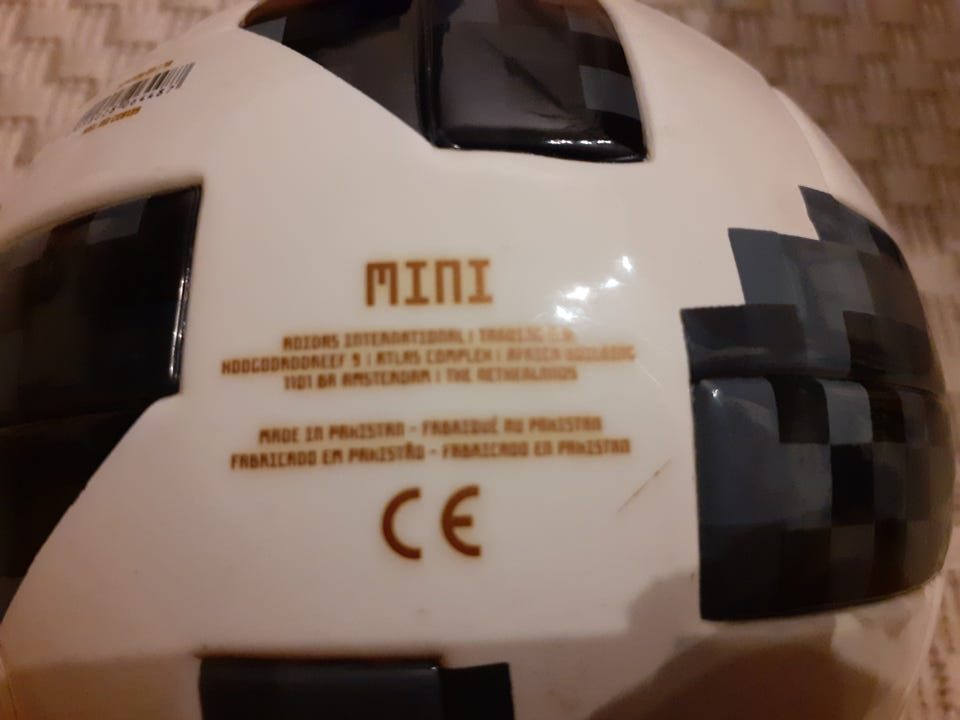 MINI
ADIDAS INTERNATIONAL | TRADING B.V.
HOOGOORDDREEF 9 | ATLAS COMPLEX | AFRICA BUILDING
1101 BA AMSTERDAM | THE NETHERLANDS
MADE IN PAKISTAN - FABRIQUÉ AU PAKISTAN
FABRICADO EM PAKISTÃO - FABRICADO EN PAKISTAN
CE